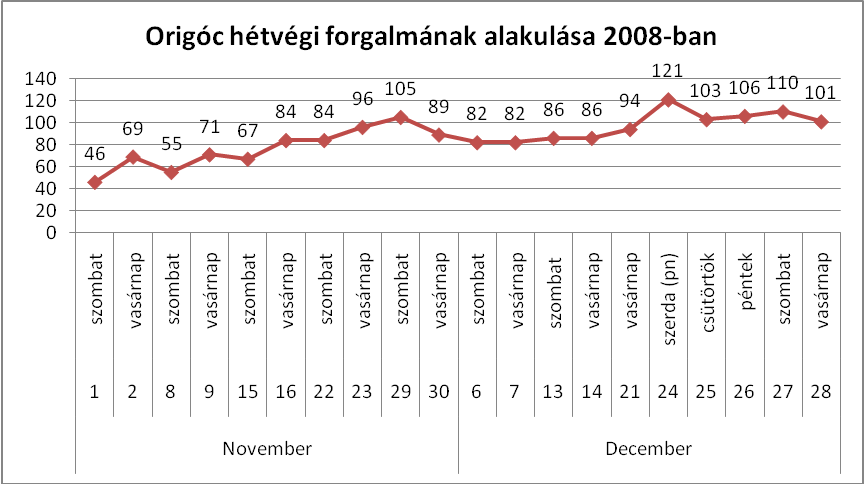 Origóc hétvégi forgalmának alakulása 2008-ban
140
120
100
80
60
40
20
0
46 69 55 71 67 84 84 96 105 89 82 82 86 86 94 121 103 106 110 101
szombat vasárnap szombat vasárnap szombat vasárnap szombat vasárnap szombat vasárnap szombat vasárnap szombat vasárnap vasárnap szerda (pn) csütörtök péntek szombat vasárnap
1 2 8 9 15 16 22 23 29 30 6 7 13 14 21 24 25 26 27 28
November December